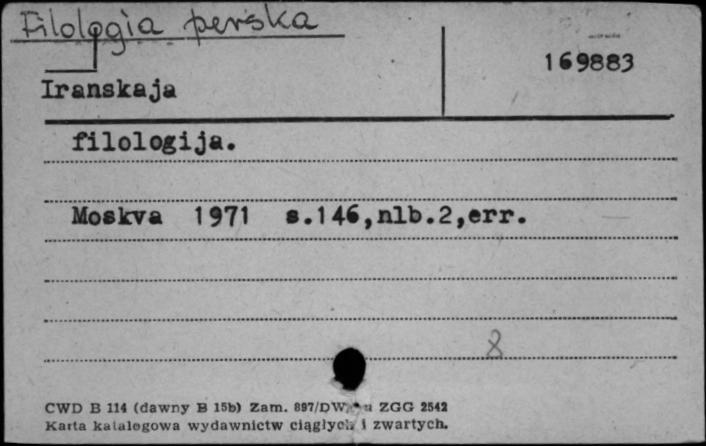 Filologia perska
169883
Iranskaja
filologija.
Moskva 1971 s.146,nlb.2,err.
8
CWD B 114 (dawny B 15b) Zam. 897/DW ZGG 2542
Karta katalogowa wydawnictw ciągłych i zwartych.